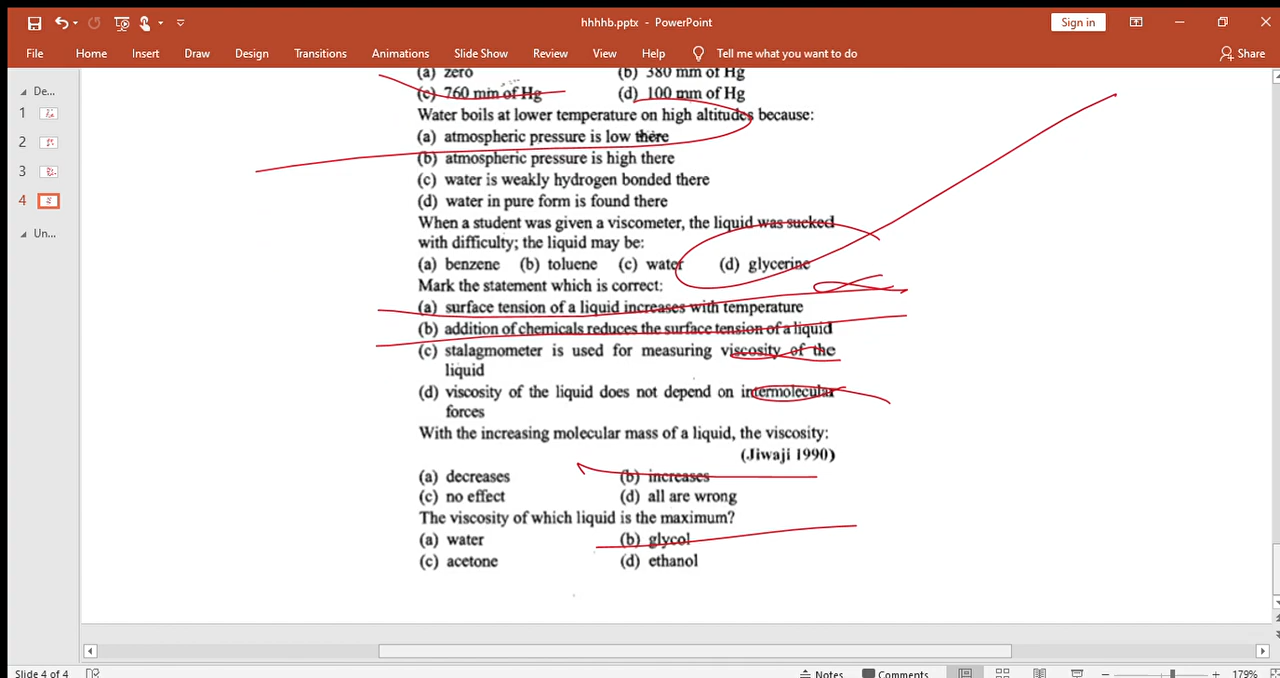 hhhhb.pptx - PowerPoint
Sign in
File Home Insert Draw Design Transitions Animations Slide Show Review View Help Tell me what you want to do Share
De...
1
2
3
4
Un...
(a) zero (b) 380 mm of Hg
(c) 760 mm of Hg (d) 100 mm of Hg
Water boils at lower temperature on high altitudes because:
(a) atmospheric pressure is low there
(b) atmospheric pressure is high there
(c) water is weakly hydrogen bonded there
(d) water in pure form is found there
When a student was given a viscometer, the liquid was sucked
with difficulty; the liquid may be:
(a) benzene (b) toluene (c) water (d) glycerine
Mark the statement which is correct:
(a) surface tension of a liquid increases with temperature
(b) addition of chemicals reduces the surface tension of a liquid
(c) stalagmometer is used for measuring viscosity of the
liquid
(d) viscosity of the liquid does not depend on intermolecular
forces
With the increasing molecular mass of a liquid, the viscosity:
(Jiwaji 1990)
(a) decreases (b) increases
(c) no effect (d) all are wrong
The viscosity of which liquid is the maximum?
(a) water (b) glycol
(c) acetone (d) ethanol
Slide 4 of 4 Notes Comments 179%